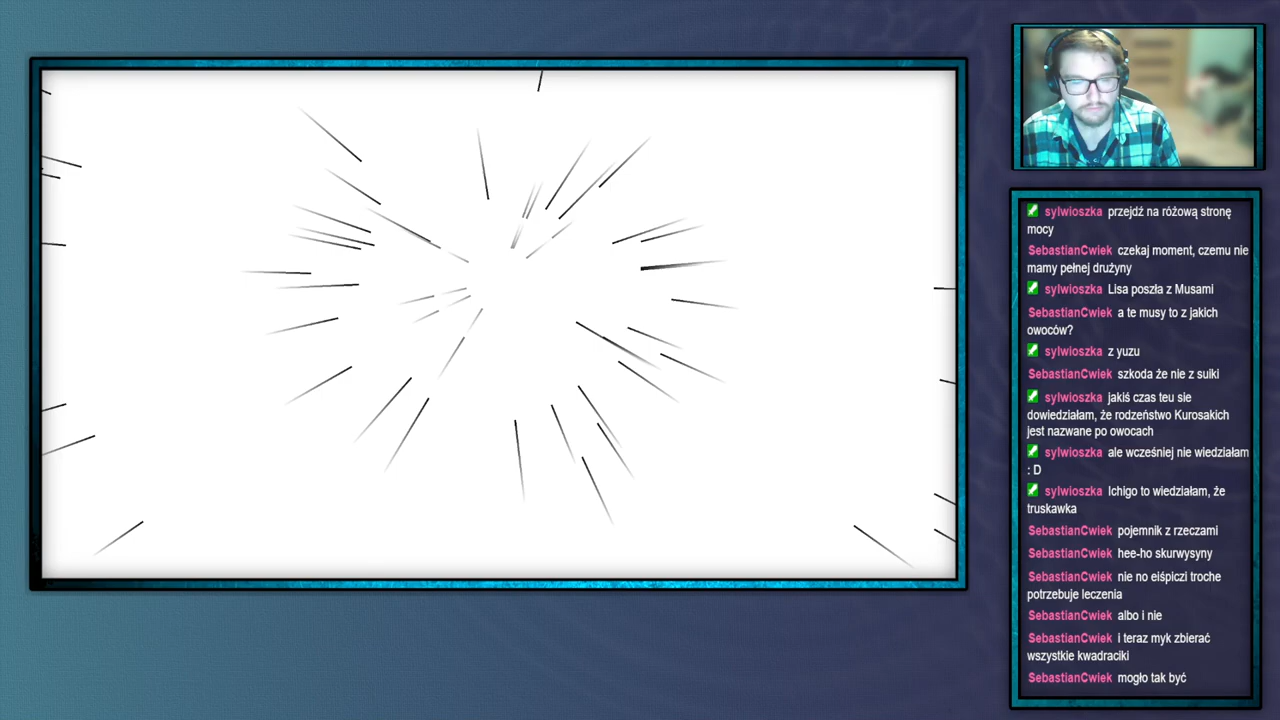 sylwioszka przejdź na różową stronę
mocy
SebastianCwiek czekaj moment, czemu nie
mamy pełnej drużyny
sylwioszka Lisa poszła z Musami
SebastianCwiek a te musy to z jakich
owoców?
sylwioszka z yuzu
SebastianCwiek szkoda że nie z sulki
sylwioszka jakiś czas teu sie
dowiedziałam, że rodzeństwo Kurosakich
jest nazwane po owocach
sylwioszka ale wcześniej nie wiedziałam
: D
sylwioszka Ichigo to wiedziałam, że
truskawka
SebastianCwiek pojemnik z rzeczami
SebastianCwiek hee-ho skurwysyny
SebastianCwiek nie no eiśpiczi troche
potrzebuje leczenia
SebastianCwiek albo i nie
SebastianCwiek i teraz myk zbierać
wszystkie kwadraciki
SebastianCwiek mogło tak być